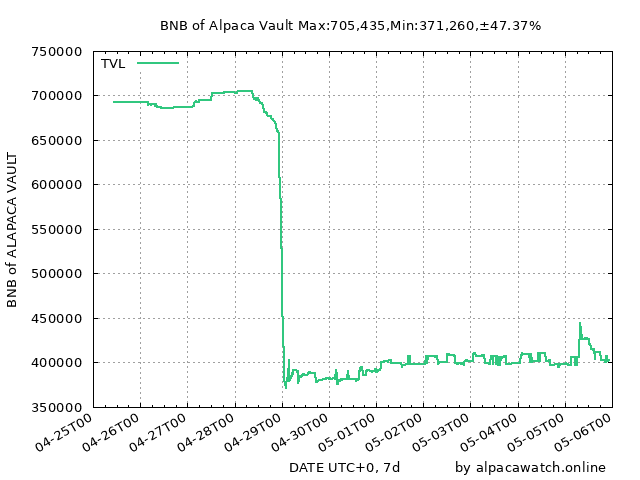 BNB of Alpaca Vault Max:705,435,Min:371,260,±47.37%
TVL
750000
700000
650000
600000
550000
500000
450000
400000
350000
BNB of ALAPACA VAULT
04-25T00
04-26T00
04-27T00
04-28T00
04-29T00
04-30T00
05-01T00
05-02T00
05-03T00
05-04T00
05-05T00
05-06T00
DATE UTC+0, 7d
by alpacawatch.online